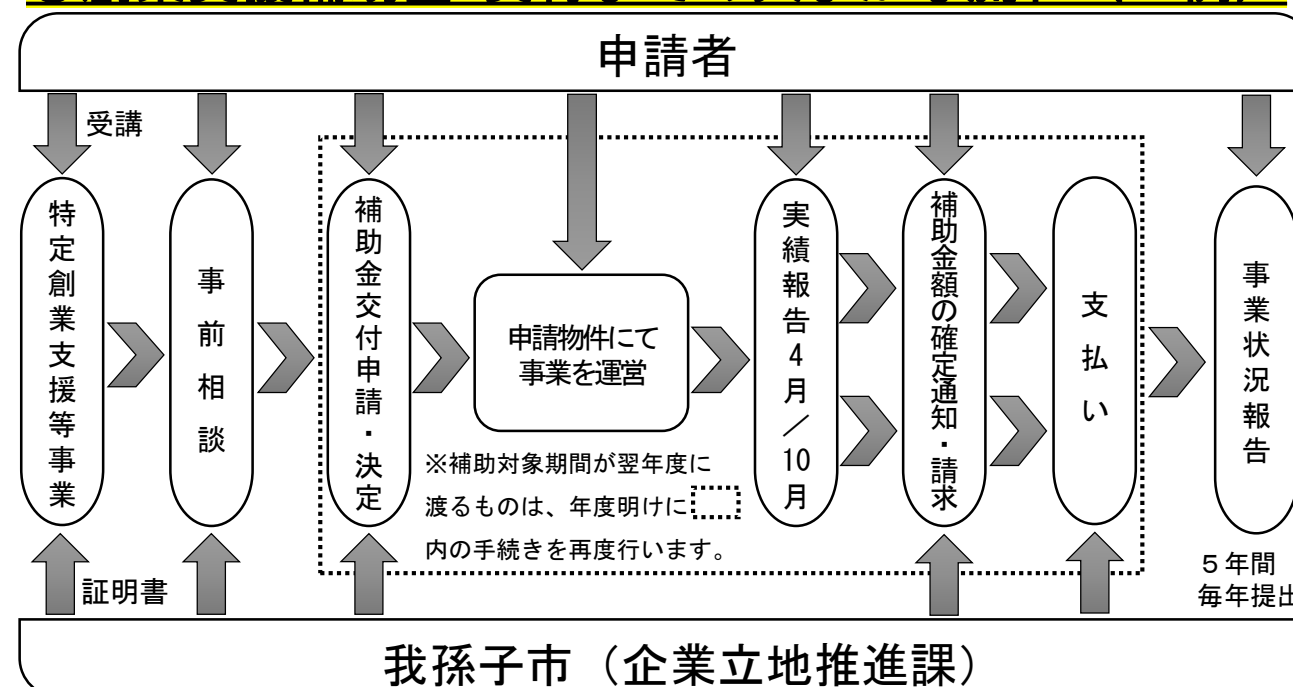 申請者
受講
特定創業支援等事業
事前相談
補助金交付申請・決定
申請物件にて
事業を運営
実績報告4月／10月
補助金額の確定通知・請求
支払い
事業状況報告
※補助対象期間が翌年度に
渡るものは、年度明けに
内の手続きを再度行います。
証明書
5年間
毎年提出
我孫子市（企業立地推進課）